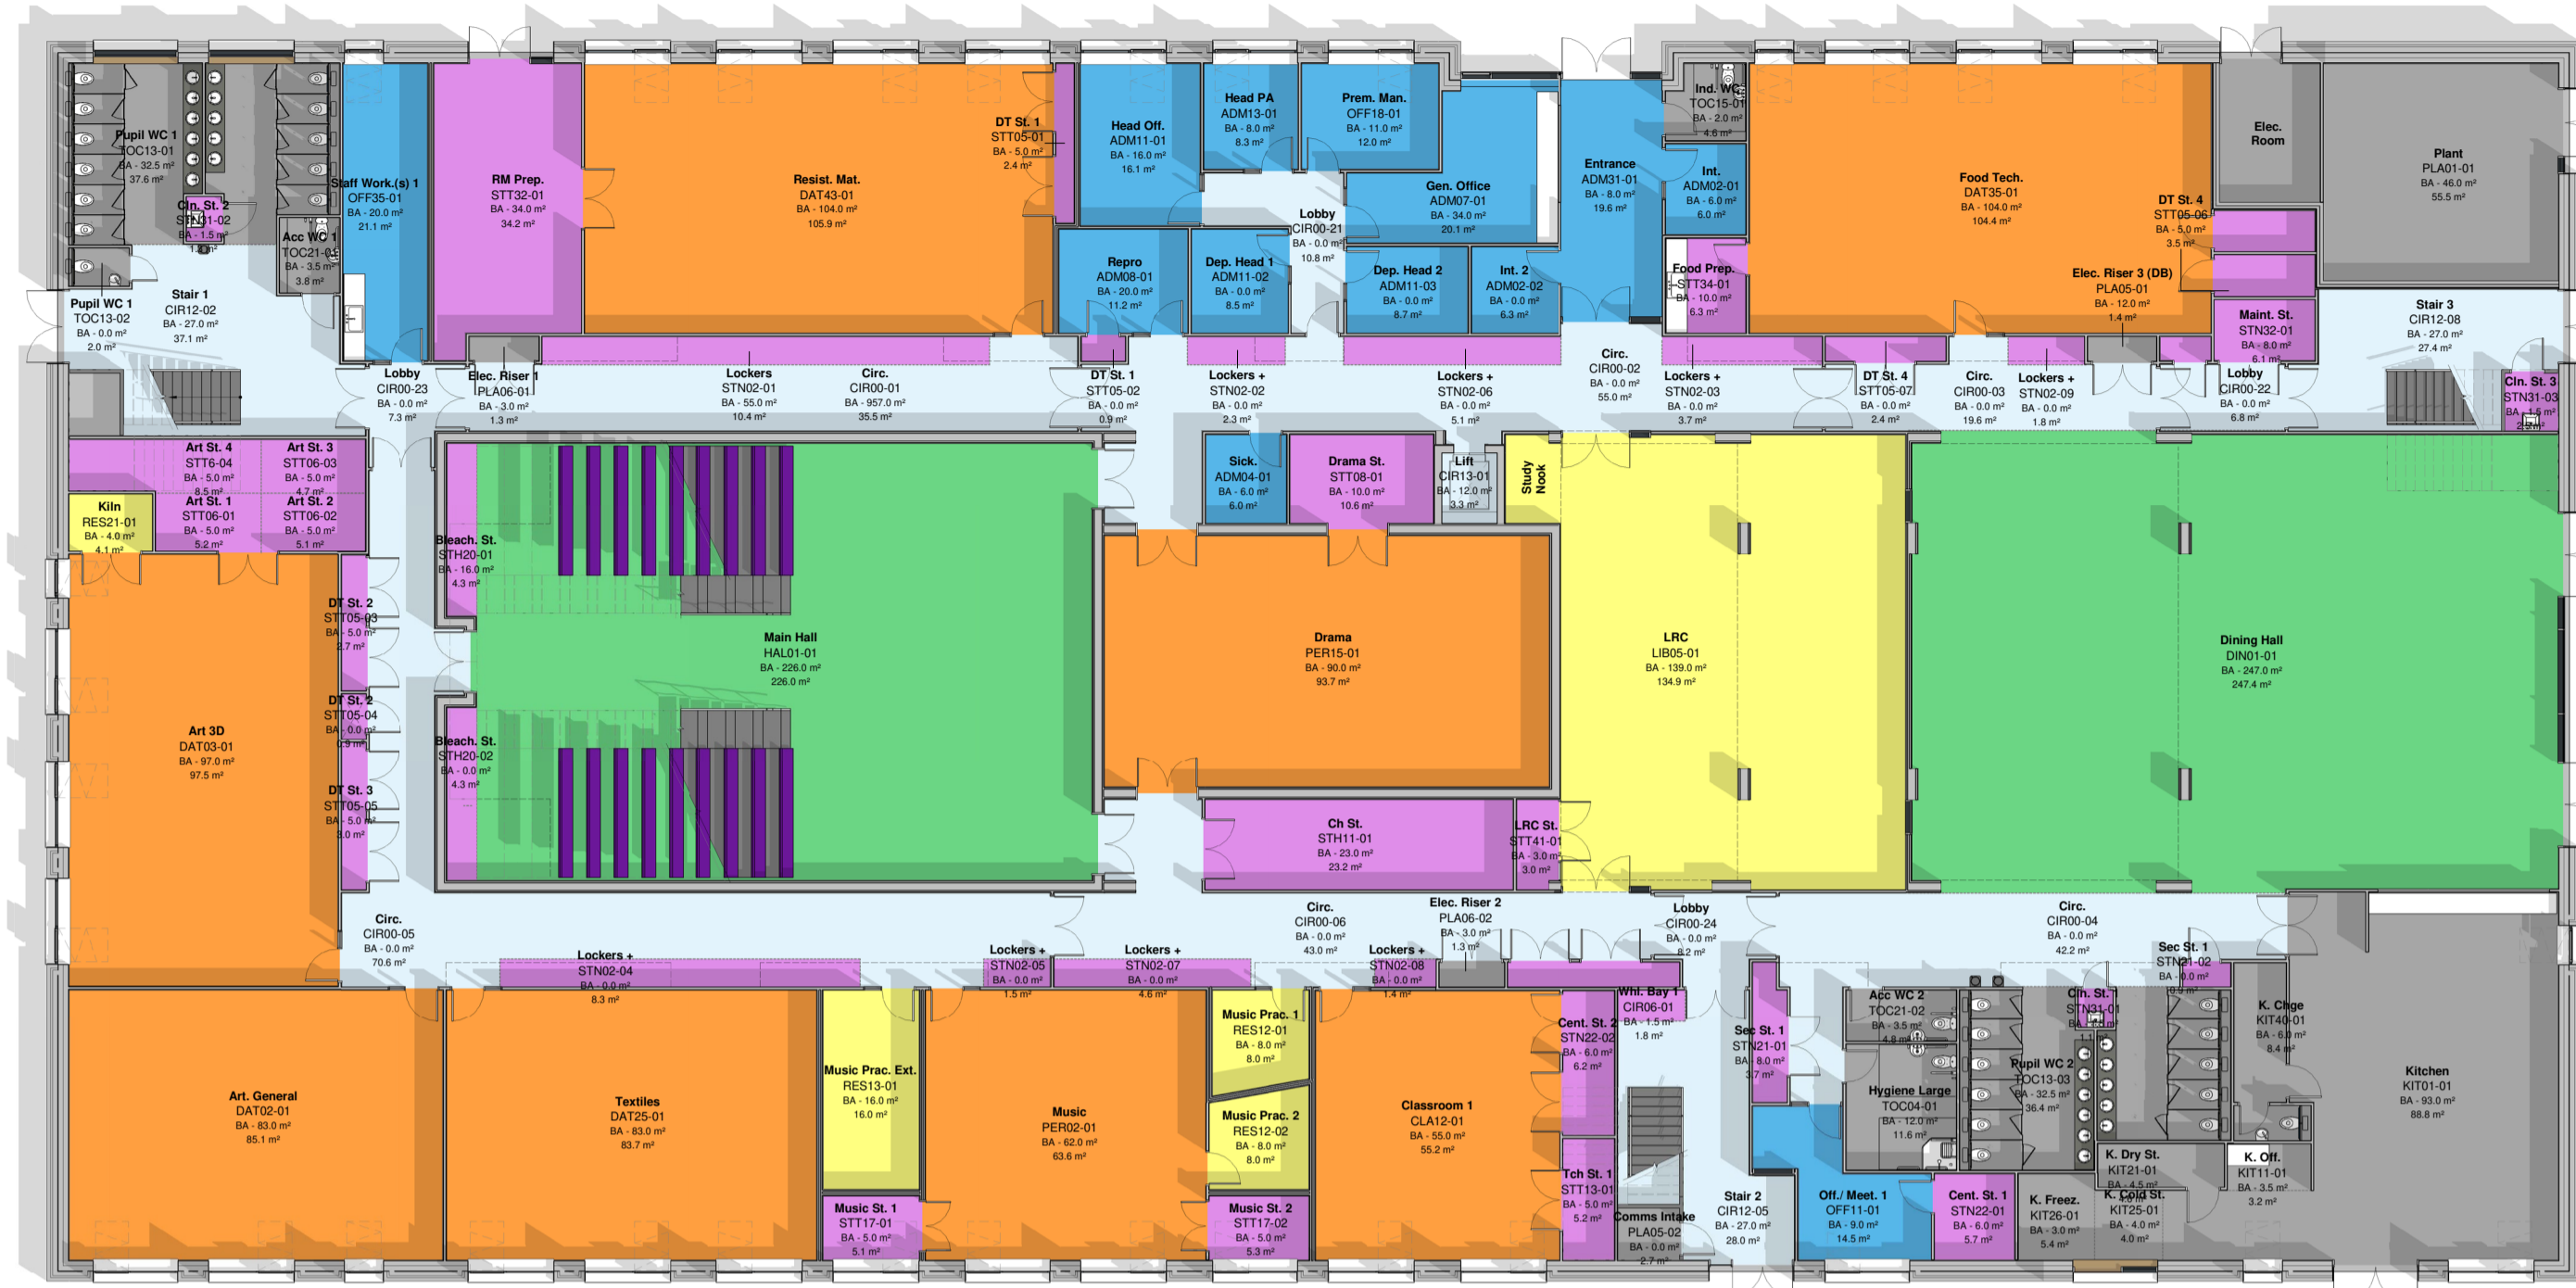 Pupil WC 1
TOC13-01
BA - 32.5 m²
37.6 m²
Cln. St. 2
STN31-02
BA - 1.5 m²
Acc WC 1
BA - 3.5 m²
3.8 m²
Staff Work.(s) 1
OFF35-01
BA - 20.0 m²
21.1 m²
RM Prep.
STT32-01
BA - 34.0 m²
34.2 m²
Resist. Mat.
DAT43-01
BA - 104.0 m²
105.9 m²
DT St. 1
STT05-01
BA - 5.0 m²
2.4 m²
Head Off.
ADM11-01
BA - 16.0 m²
16.1 m²
Head PA
ADM13-01
BA - 8.0 m²
8.3 m²
Prem. Man.
OFF18-01
BA - 11.0 m²
12.0 m²
Gen. Office
ADM07-01
BA - 34.0 m²
20.1 m²
Lobby
CIR00-21
BA - 0.0 m²
10.8 m²
Entrance
ADM31-01
BA - 8.0 m²
19.6 m²
Ind. WC
TOC15-01
BA - 2.0 m²
4.6 m²
Int.
ADM02-01
BA - 6.0 m²
6.0 m²
Food Tech.
DAT35-01
BA - 104.0 m²
104.4 m²
DT St. 4
STT05-06
BA - 5.0 m²
3.5 m²
Elec.
Room
Plant
PLA01-01
BA - 46.0 m²
55.5 m²
Pupil WC 1
TOC13-02
BA - 0.0 m²
2.0 m²
Stair 1
CIR12-02
BA - 27.0 m²
37.1 m²
Repro
ADM08-01
BA - 20.0 m²
11.2 m²
Dep. Head 1
ADM11-02
BA - 0.0 m²
8.5 m²
Dep. Head 2
ADM11-03
BA - 0.0 m²
8.7 m²
Int. 2
ADM02-02
BA - 0.0 m²
6.3 m²
Food Prep.
STT34-01
BA - 10.0 m²
6.3 m²
Elec. Riser 3 (DB)
PLA05-01
BA - 12.0 m²
1.4 m²
Maint. St.
STN32-01
BA - 8.0 m²
6.1 m²
Stair 3
CIR12-08
BA - 27.0 m²
27.4 m²
Lobby
CIR00-23
BA - 0.0 m²
7.3 m²
Elec. Riser 1
PLA06-01
BA - 3.0 m²
1.3 m²
Lockers
STN02-01
BA - 55.0 m²
10.4 m²
Circ.
CIR00-01
BA - 957.0 m²
35.5 m²
DT St. 1
STT05-02
BA - 0.0 m²
0.9 m²
Lockers +
STN02-02
BA - 0.0 m²
2.3 m²
Lockers +
STN02-06
BA - 0.0 m²
5.1 m²
Circ.
CIR00-02
BA - 0.0 m²
55.0 m²
Lockers +
STN02-03
BA - 0.0 m²
3.7 m²
DT St. 4
STT05-07
BA - 0.0 m²
2.4 m²
Circ.
CIR00-03
BA - 0.0 m²
19.6 m²
Lockers +
STN02-09
BA - 0.0 m²
1.8 m²
Lobby
CIR00-22
BA - 0.0 m²
6.8 m²
Cln. St. 3
STN31-03
BA - 1.5 m²
Art St. 4
STT6-04
BA - 5.0 m²
8.5 m²
Art St. 3
STT06-03
BA - 5.0 m²
4.7 m²
Art St. 1
STT06-01
BA - 5.0 m²
5.2 m²
Art St. 2
STT06-02
BA - 5.0 m²
5.1 m²
Kiln
RES21-01
BA - 4.0 m²
4.1 m²
Bleach. St.
STH20-01
BA - 16.0 m²
4.3 m²
Sick.
ADM04-01
BA - 6.0 m²
6.0 m²
Drama St.
STT08-01
BA - 10.0 m²
10.6 m²
Lift
CIR13-01
BA - 12.0 m²
3.3 m²
Study
Nook
DT St. 2
STT05-03
BA - 5.0 m²
2.7 m²
Main Hall
HAL01-01
BA - 226.0 m²
226.0 m²
Drama
PER15-01
BA - 90.0 m²
93.7 m²
LRC
LIB05-01
BA - 139.0 m²
134.9 m²
Dining Hall
DIN01-01
BA - 247.0 m²
247.4 m²
Art 3D
DAT03-01
BA - 97.0 m²
97.5 m²
DT St. 2
STT05-04
BA - 0.0 m²
0.9 m²
Bleach. St.
STH20-02
BA - 0.0 m²
4.3 m²
DT St. 3
STT05-05
BA - 5.0 m²
3.0 m²
Ch St.
STH11-01
BA - 23.0 m²
23.2 m²
LRC St.
STT41-01
BA - 3.0 m²
3.0 m²
Circ.
CIR00-05
BA - 0.0 m²
70.6 m²
Lockers +
STN02-04
BA - 0.0 m²
8.3 m²
Lockers +
STN02-05
BA - 0.0 m²
1.5 m²
Lockers +
STN02-07
BA - 0.0 m²
4.6 m²
Circ.
CIR00-06
BA - 0.0 m²
43.0 m²
Lockers +
STN02-08
BA - 0.0 m²
1.4 m²
Elec. Riser 2
PLA06-02
BA - 3.0 m²
1.3 m²
Lobby
CIR00-24
BA - 0.0 m²
8.2 m²
Circ.
CIR00-04
BA - 0.0 m²
42.2 m²
Sec St. 1
STN21-02
BA - 0.0 m²
0.9 m²
Art. General
DAT02-01
BA - 83.0 m²
85.1 m²
Textiles
DAT25-01
BA - 83.0 m²
83.7 m²
Music Prac. Ext.
RES13-01
BA - 16.0 m²
16.0 m²
Music
PER02-01
BA - 62.0 m²
63.6 m²
Music Prac. 1
RES12-01
BA - 8.0 m²
8.0 m²
Music Prac. 2
RES12-02
BA - 8.0 m²
8.0 m²
Classroom 1
CLA12-01
BA - 55.0 m²
55.2 m²
Cent. St. 2
STN22-02
BA - 6.0 m²
6.2 m²
Whl. Bay 1
CIR06-01
BA - 1.5 m²
1.8 m²
Sec St. 1
STN21-01
BA - 8.0 m²
3.7 m²
Acc WC 2
TOC21-02
BA - 3.5 m²
4.8 m²
Cln. St. 1
STN31-01
1.1 m²
K. Chge
KIT40-01
BA - 6.0 m²
8.4 m²
Hygiene Large
TOC04-01
BA - 12.0 m²
11.6 m²
Pupil WC 2
TOC13-03
BA - 32.5 m²
36.4 m²
Kitchen
KIT01-01
BA - 93.0 m²
88.8 m²
Music St. 1
STT17-01
BA - 5.0 m²
5.1 m²
Music St. 2
STT17-02
BA - 5.0 m²
5.3 m²
Tch St. 1
STT13-01
BA - 5.0 m²
5.2 m²
Comms Intake
PLA05-02
BA - 0.0 m²
2.7 m²
Stair 2
CIR12-05
BA - 27.0 m²
28.0 m²
Off./ Meet. 1
OFF11-01
BA - 9.0 m²
14.5 m²
Cent. St. 1
STN22-01
BA - 6.0 m²
5.7 m²
K. Freez.
KIT26-01
BA - 3.0 m²
5.4 m²
K. Dry St.
KIT21-01
BA - 4.5 m²
K. Cold St.
KIT25-01
BA - 4.0 m²
4.0 m²
K. Off.
KIT11-01
BA - 3.5 m²
3.2 m²